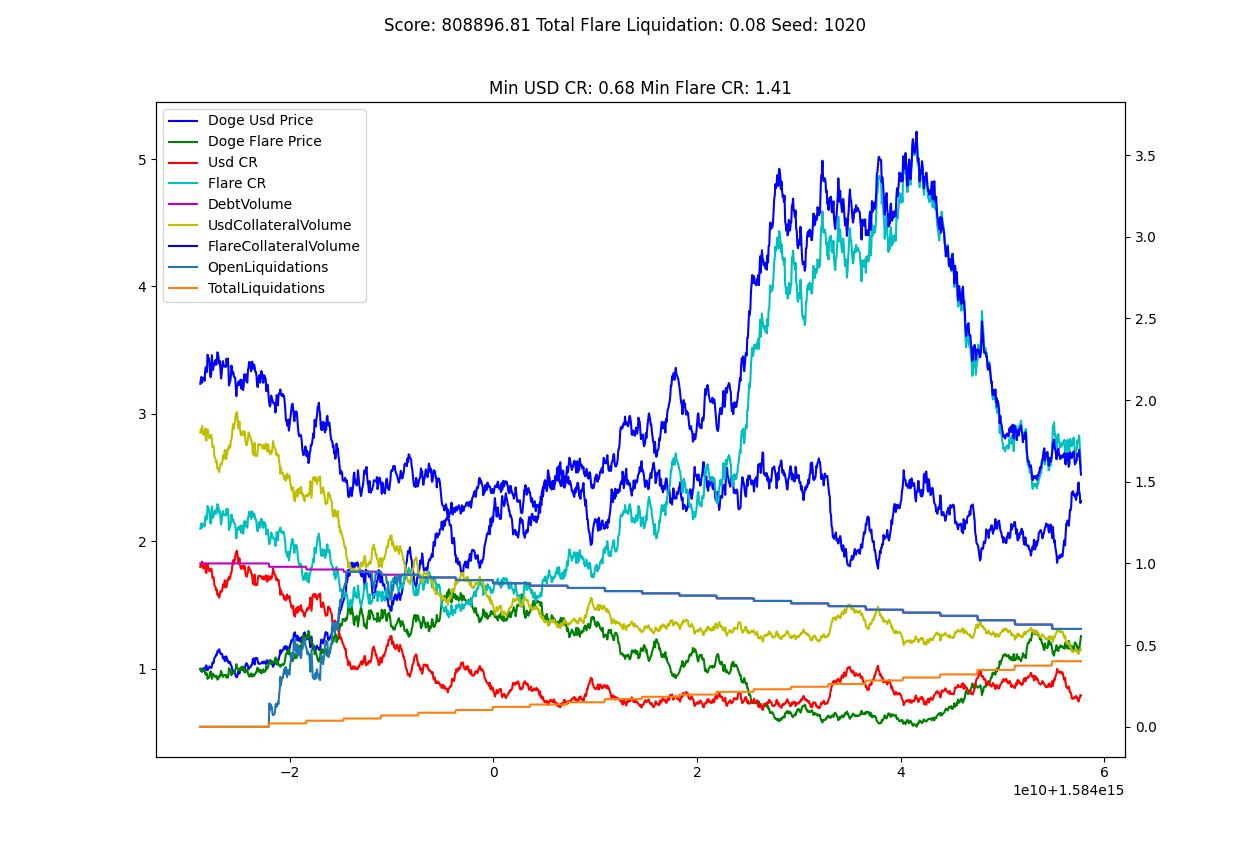 Score: 808896.81 Total Flare Liquidation: 0.08 Seed: 1020
Min USD CR: 0.68 Min Flare CR: 1.41
Doge Usd Price
Doge Flare Price
Usd CR
Flare CR
DebtVolume
UsdCollateralVolume
FlareCollateralVolume
OpenLiquidations
TotalLiquidations
5
4
3
2
1
3.5
3.0
2.5
2.0
1.5
1.0
0.5
0.0
−2
0
2
4
6
1e10+1.584e15